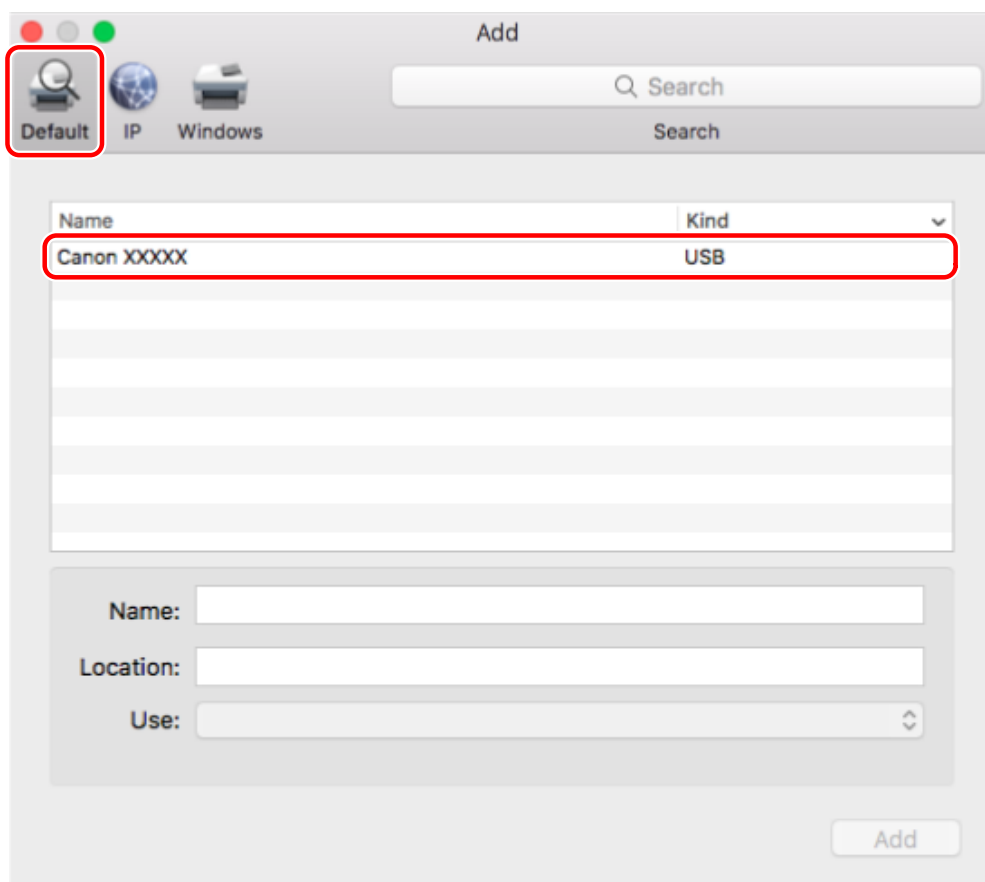 Add
Search
Default IP Windows Search
Name Kind
Canon XXXXX USB
Name:
Location:
Use:
Add